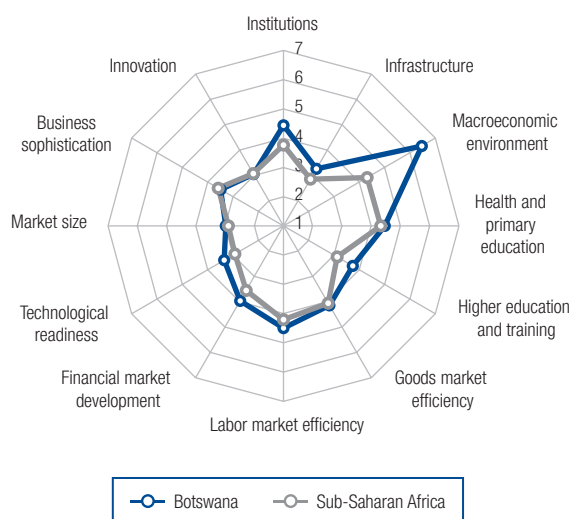 Institutions
Infrastructure
Macroeconomic
environment
Health and
primary
education
Higher education
and training
Goods market
efficiency
Labor market efficiency
Financial market
development
Technological
readiness
Market size
Business
sophistication
Innovation
7
6
5
4
3
2
1
Botswana
Sub-Saharan Africa